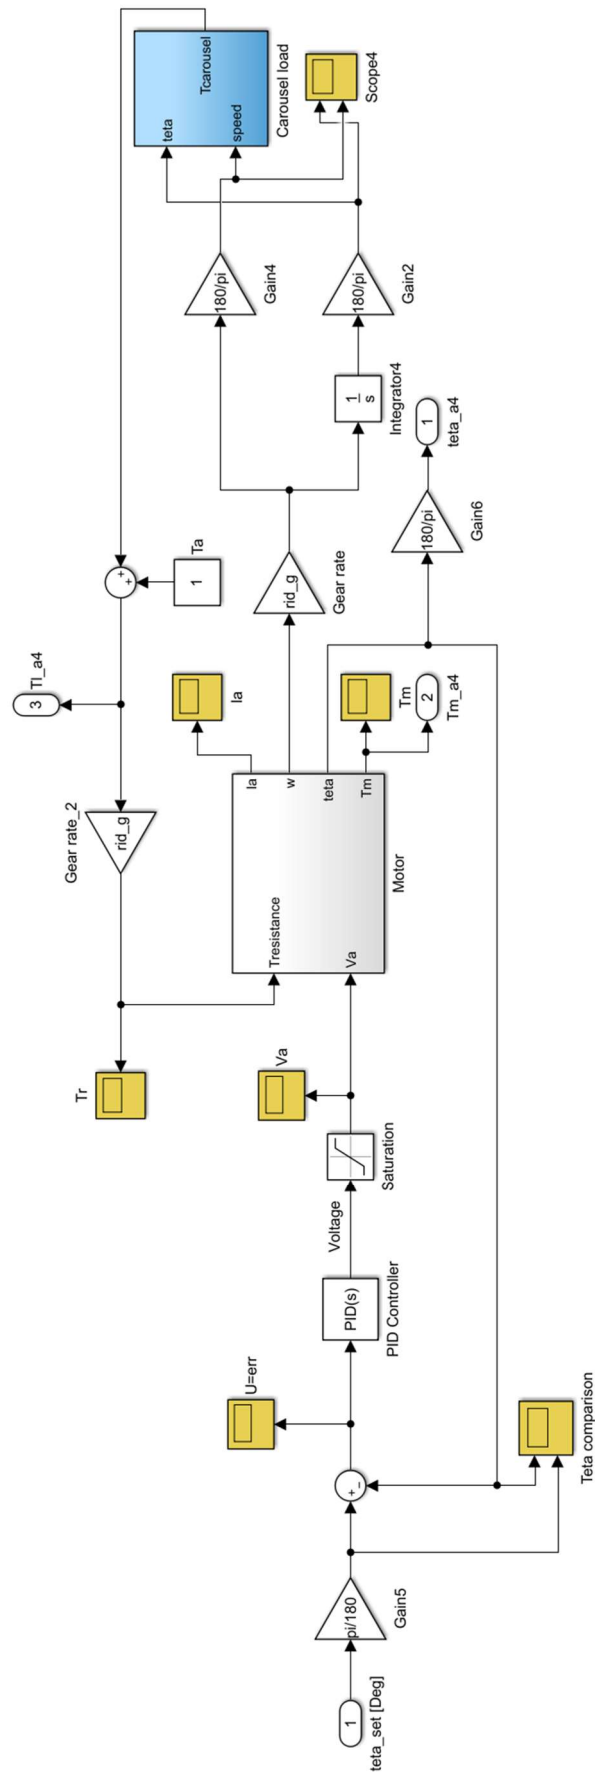 1
teta_set [Deg]
pi/180
Gain5
Teta comparison
+
−
U=err
PID(s)
PID Controller
Voltage
Saturation
Va
Tr
Tresistance
Va
Ia
w
teta
Tm
Motor
Gear rate_2
rid_g
3
Tl_a4
Ia
Tm
2
Tm_a4
+
+
1
Ta
rid_g
Gear rate
180/pi
Gain6
1
teta_a4
1
s
Integrator4
180/pi
Gain4
180/pi
Gain2
teta
speed
Tcarousel
Carousel load
Scope4